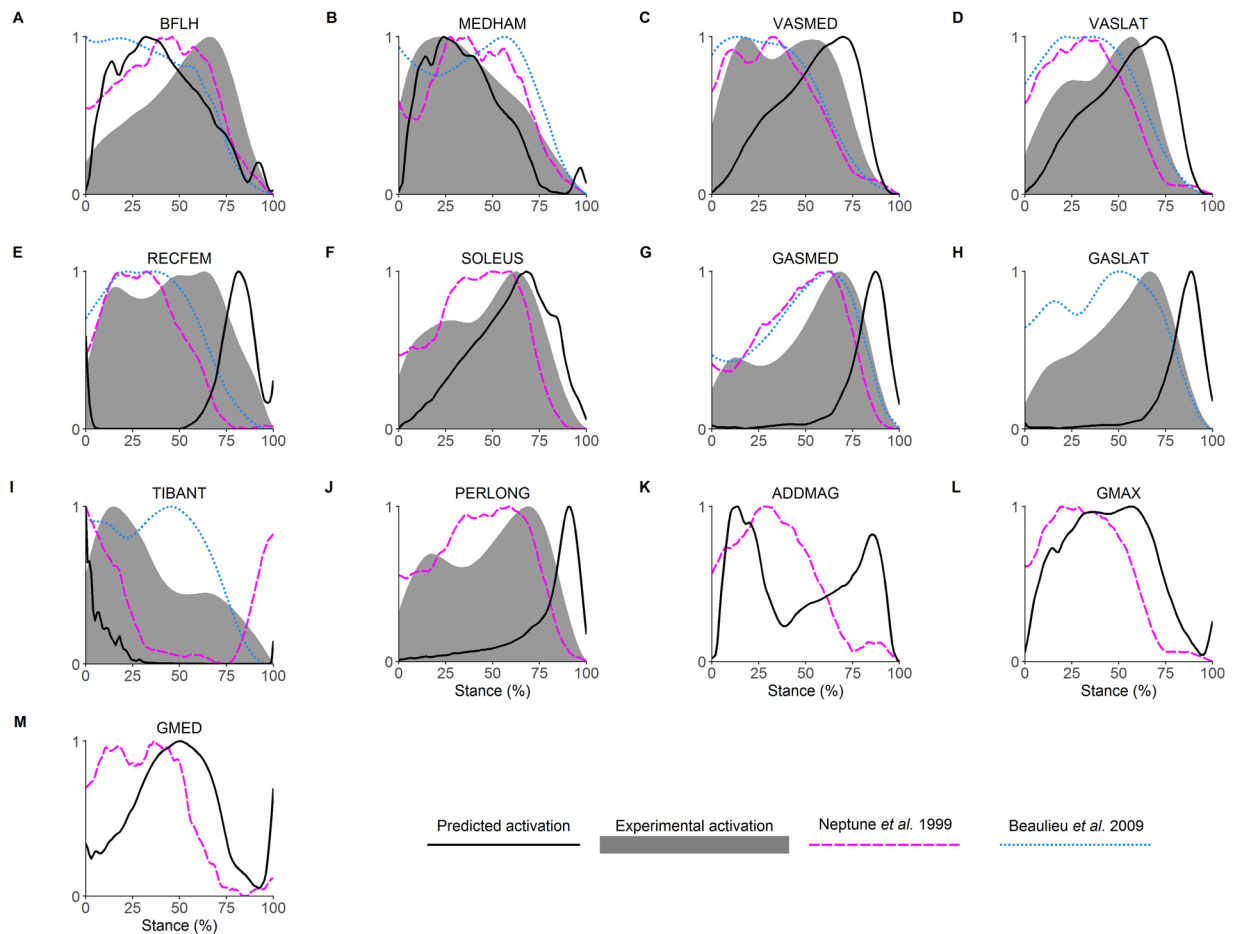 A BFLH B MEDHAM C VASMED D VASLAT
1 1 1 1
1 1 1 1
0 25 50 75 100 0 25 50 75 100 0 25 50 75 100 0 25 50 75 100
E RECFEM F SOLEUS G GASMED H GASLAT
1 1 1 1
0 0 0 0
0 25 50 75 100 0 25 50 75 100 0 25 50 75 100 0 25 50 75 100
I TIBANT J PERLONG K ADDMAG L GMAX
1 1 1 1
0 0 0 0
0 25 50 75 100 0 25 50 75 100 0 25 50 75 100 0 25 50 75 100
Stance (%) Stance (%) Stance (%)
M GMED
1
0
0 25 50 75 100
Stance (%)
Predicted activation Experimental activation Neptune et al. 1999 Beaulieu et al. 2009